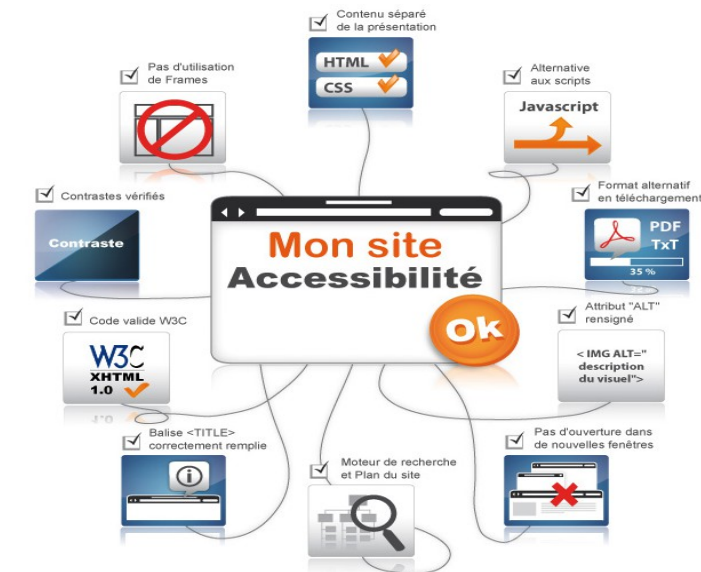 Contenu séparé
de la présentation
HTML
CSS
Pas d'utilisation
de Frames
Alternative
aux scripts
Javascript
Contrastes vérifiés
Contraste
Format alternatif
en téléchargement
PDF
TxT
35 %
Mon site
Accessibilité
Ok
Code valide W3C
W3C
XHTML
1.0
Attribut "ALT"
rensigné
< IMG ALT="
description
du visuel">
Balise <TITLE>
correctement remplie
Moteur de recherche
et Plan du site
Pas d'ouverture dans
de nouvelles fenêtres